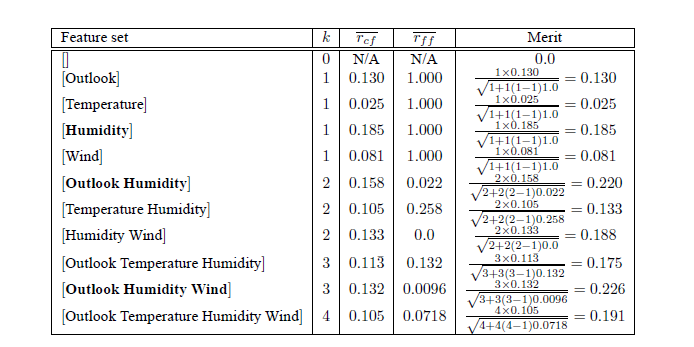 Feature set k \overline{r_{cf}} \overline{r_{ff}} Merit
[] 0 N/A N/A 0.0
[Outlook] 1 0.130 1.000 \frac{1×0.130}{\sqrt{1+1(1−1)1.0}} = 0.130
[Temperature] 1 0.025 1.000 \frac{1×0.025}{\sqrt{1+1(1−1)1.0}} = 0.025
[Humidity] 1 0.185 1.000 \frac{1×0.185}{\sqrt{1+1(1−1)1.0}} = 0.185
[Wind] 1 0.081 1.000 \frac{1×0.081}{\sqrt{1+1(1−1)1.0}} = 0.081
[Outlook Humidity] 2 0.158 0.022 \frac{2×0.158}{\sqrt{2+2(2−1)0.022}} = 0.220
[Temperature Humidity] 2 0.105 0.258 \frac{2×0.105}{\sqrt{2+2(2−1)0.258}} = 0.133
[Humidity Wind] 2 0.133 0.0 \frac{2×0.133}{\sqrt{2+2(2−1)0.0}} = 0.188
[Outlook Temperature Humidity] 3 0.113 0.132 \frac{3×0.113}{\sqrt{3+3(3−1)0.132}} = 0.175
[Outlook Humidity Wind] 3 0.132 0.0096 \frac{3×0.132}{\sqrt{3+3(3−1)0.0096}} = 0.226
[Outlook Temperature Humidity Wind] 4 0.105 0.0718 \frac{4×0.105}{\sqrt{4+4(4−1)0.0718}} = 0.191